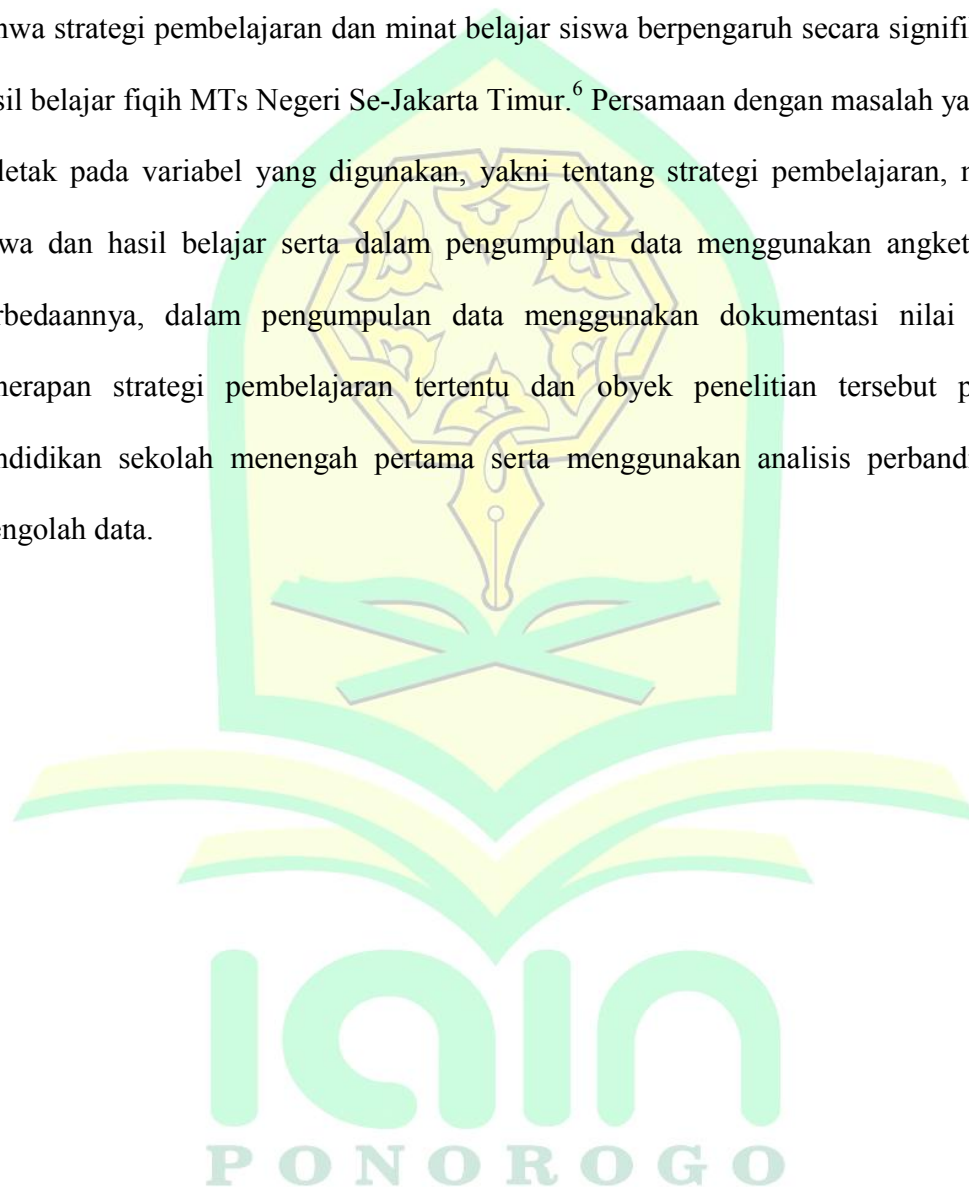 hwa strategi pembelajaran dan minat belajar siswa berpengaruh secara signifi
sil belajar fiqih MTs Negeri Se-Jakarta Timur.⁶ Persamaan dengan masalah ya
letak pada variabel yang digunakan, yakni tentang strategi pembelajaran,
wa dan hasil belajar serta dalam pengumpulan data menggunakan angket
rbedaannya, dalam pengumpulan data menggunakan dokumentasi nilai
nerapan strategi pembelajaran tertentu dan obyek penelitian tersebut p
ndidikan sekolah menengah pertama serta menggunakan analisis perbandi
engolah data.
iain
PONOROGO